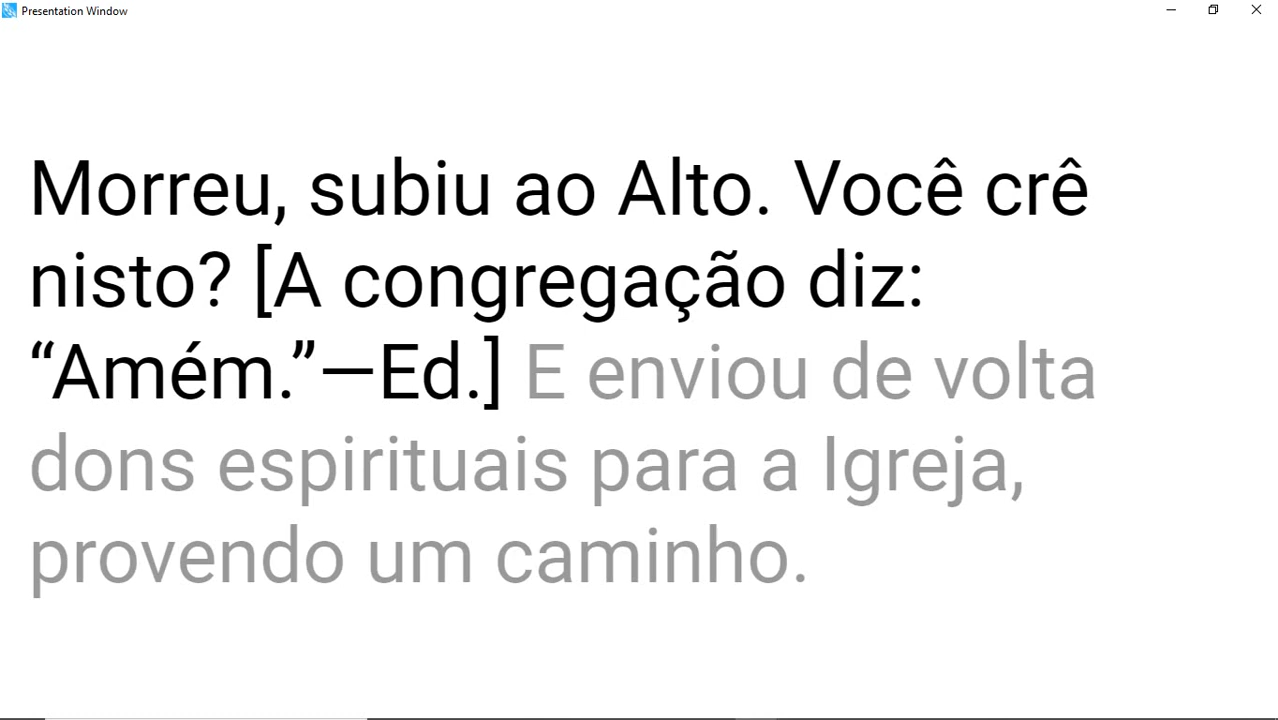 Presentation Window
Morreu, subiu ao Alto. Você crê
nisto? [A congregação diz:
“Amém.”—Ed.] E enviou de volta
dons espirituais para a Igreja,
provendo um caminho.